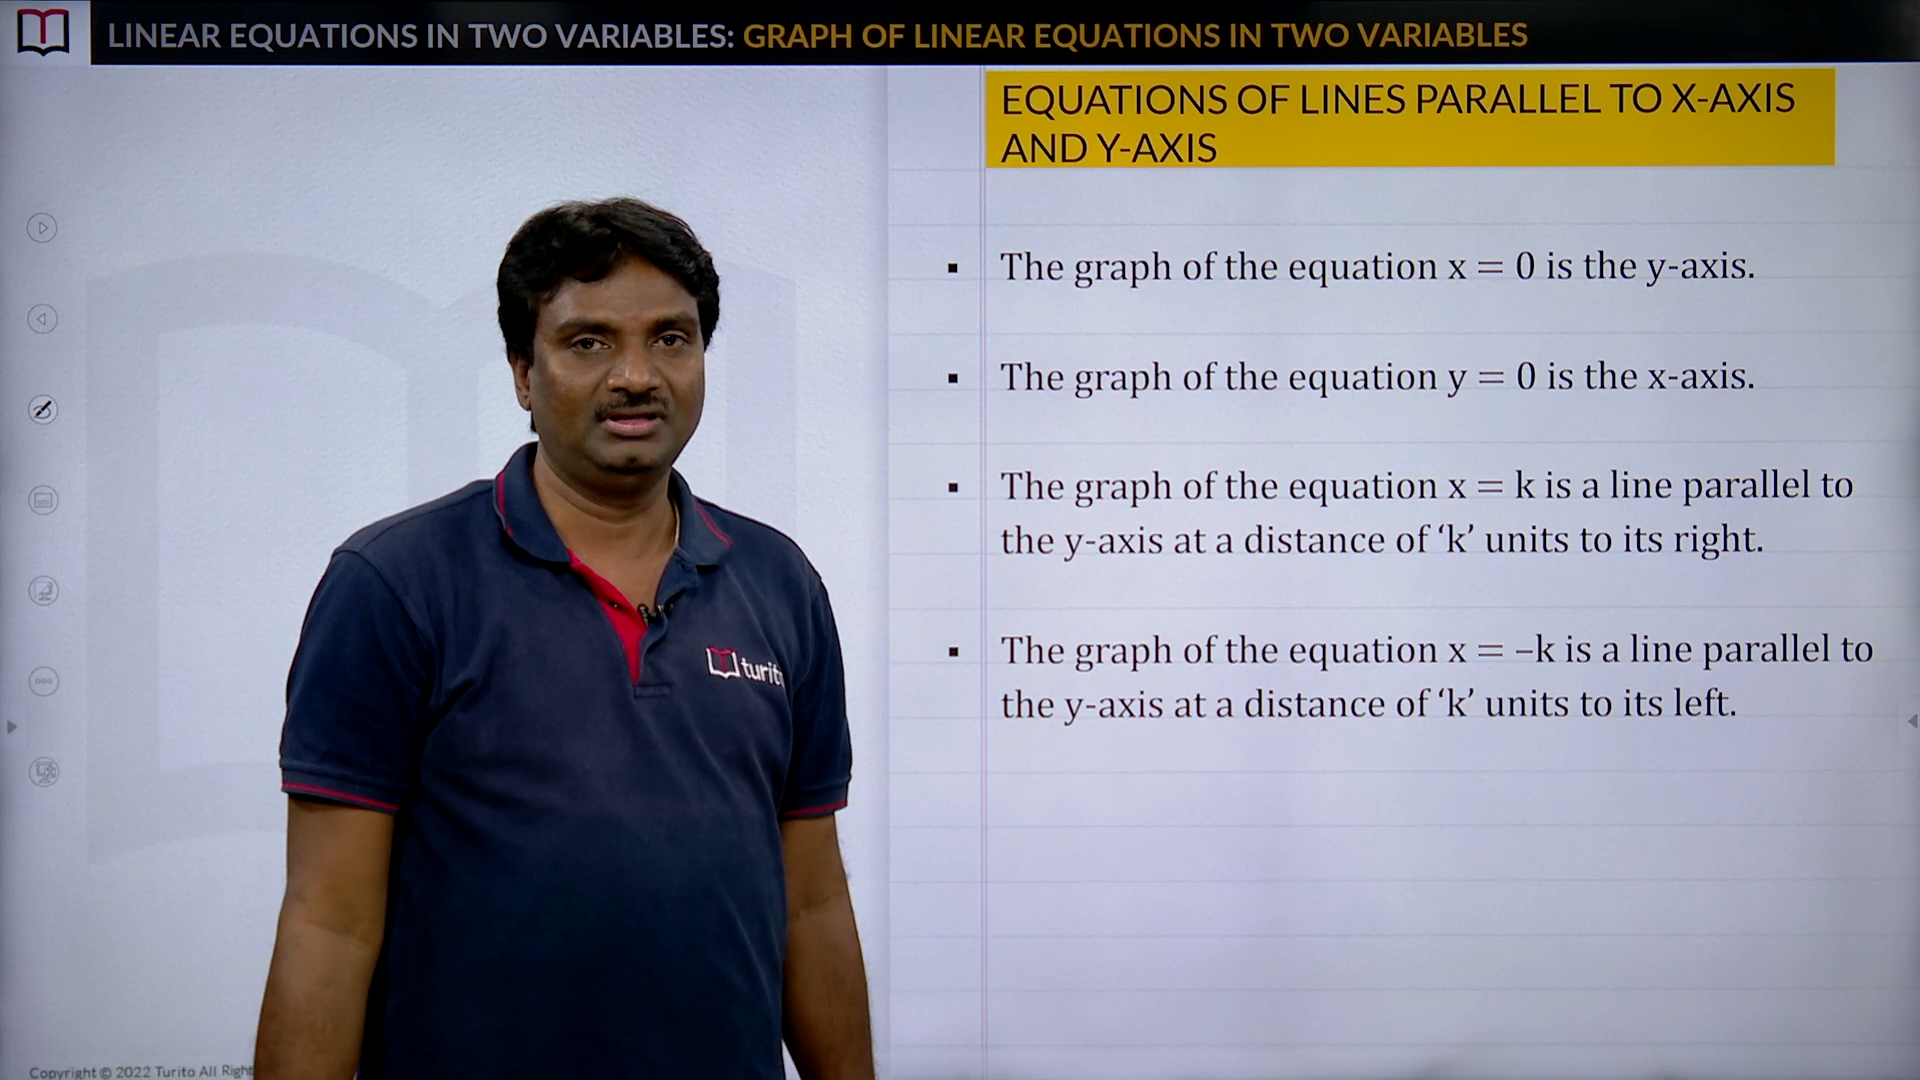 LINEAR EQUATIONS IN TWO VARIABLES: GRAPH OF LINEAR EQUATIONS IN TWO VARIABLES
EQUATIONS OF LINES PARALLEL TO X-AXIS
AND Y-AXIS
▪ The graph of the equation x = 0 is the y-axis.
▪ The graph of the equation y = 0 is the x-axis.
▪ The graph of the equation x = k is a line parallel to
the y-axis at a distance of ‘k’ units to its right.
▪ The graph of the equation x = –k is a line parallel to
the y-axis at a distance of ‘k’ units to its left.
turito
Copyright © 2022 Turito All Right